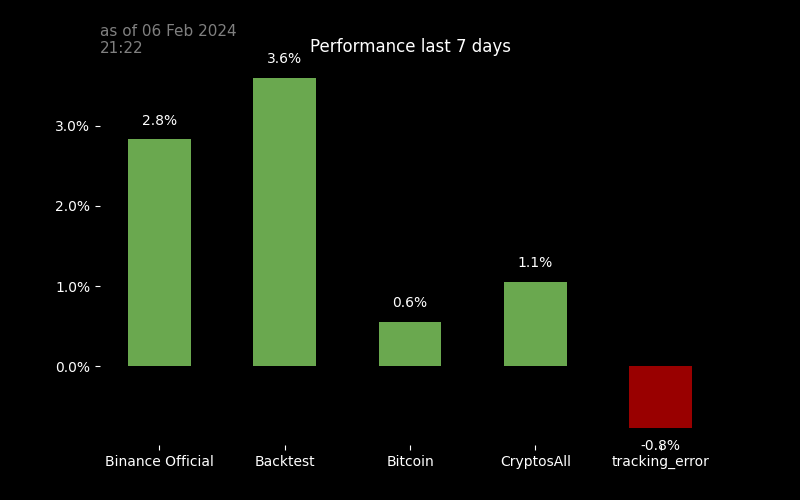 as of 06 Feb 2024
21:22
Performance last 7 days
3.6%
2.8%
3.0%
2.0%
1.1%
1.0%
0.6%
0.0%
-0.8%
Binance Official
Backtest
Bitcoin
CryptosAll
tracking_error